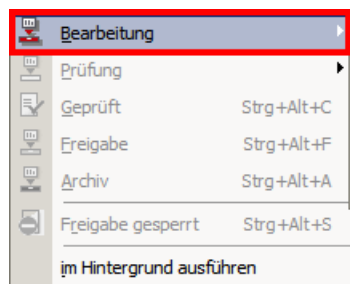 Bearbeitung
Prüfung
Geprüft Strg+Alt+C
Freigabe Strg+Alt+F
Archiv Strg+Alt+A
Freigabe gesperrt Strg+Alt+S
im Hintergrund ausführen